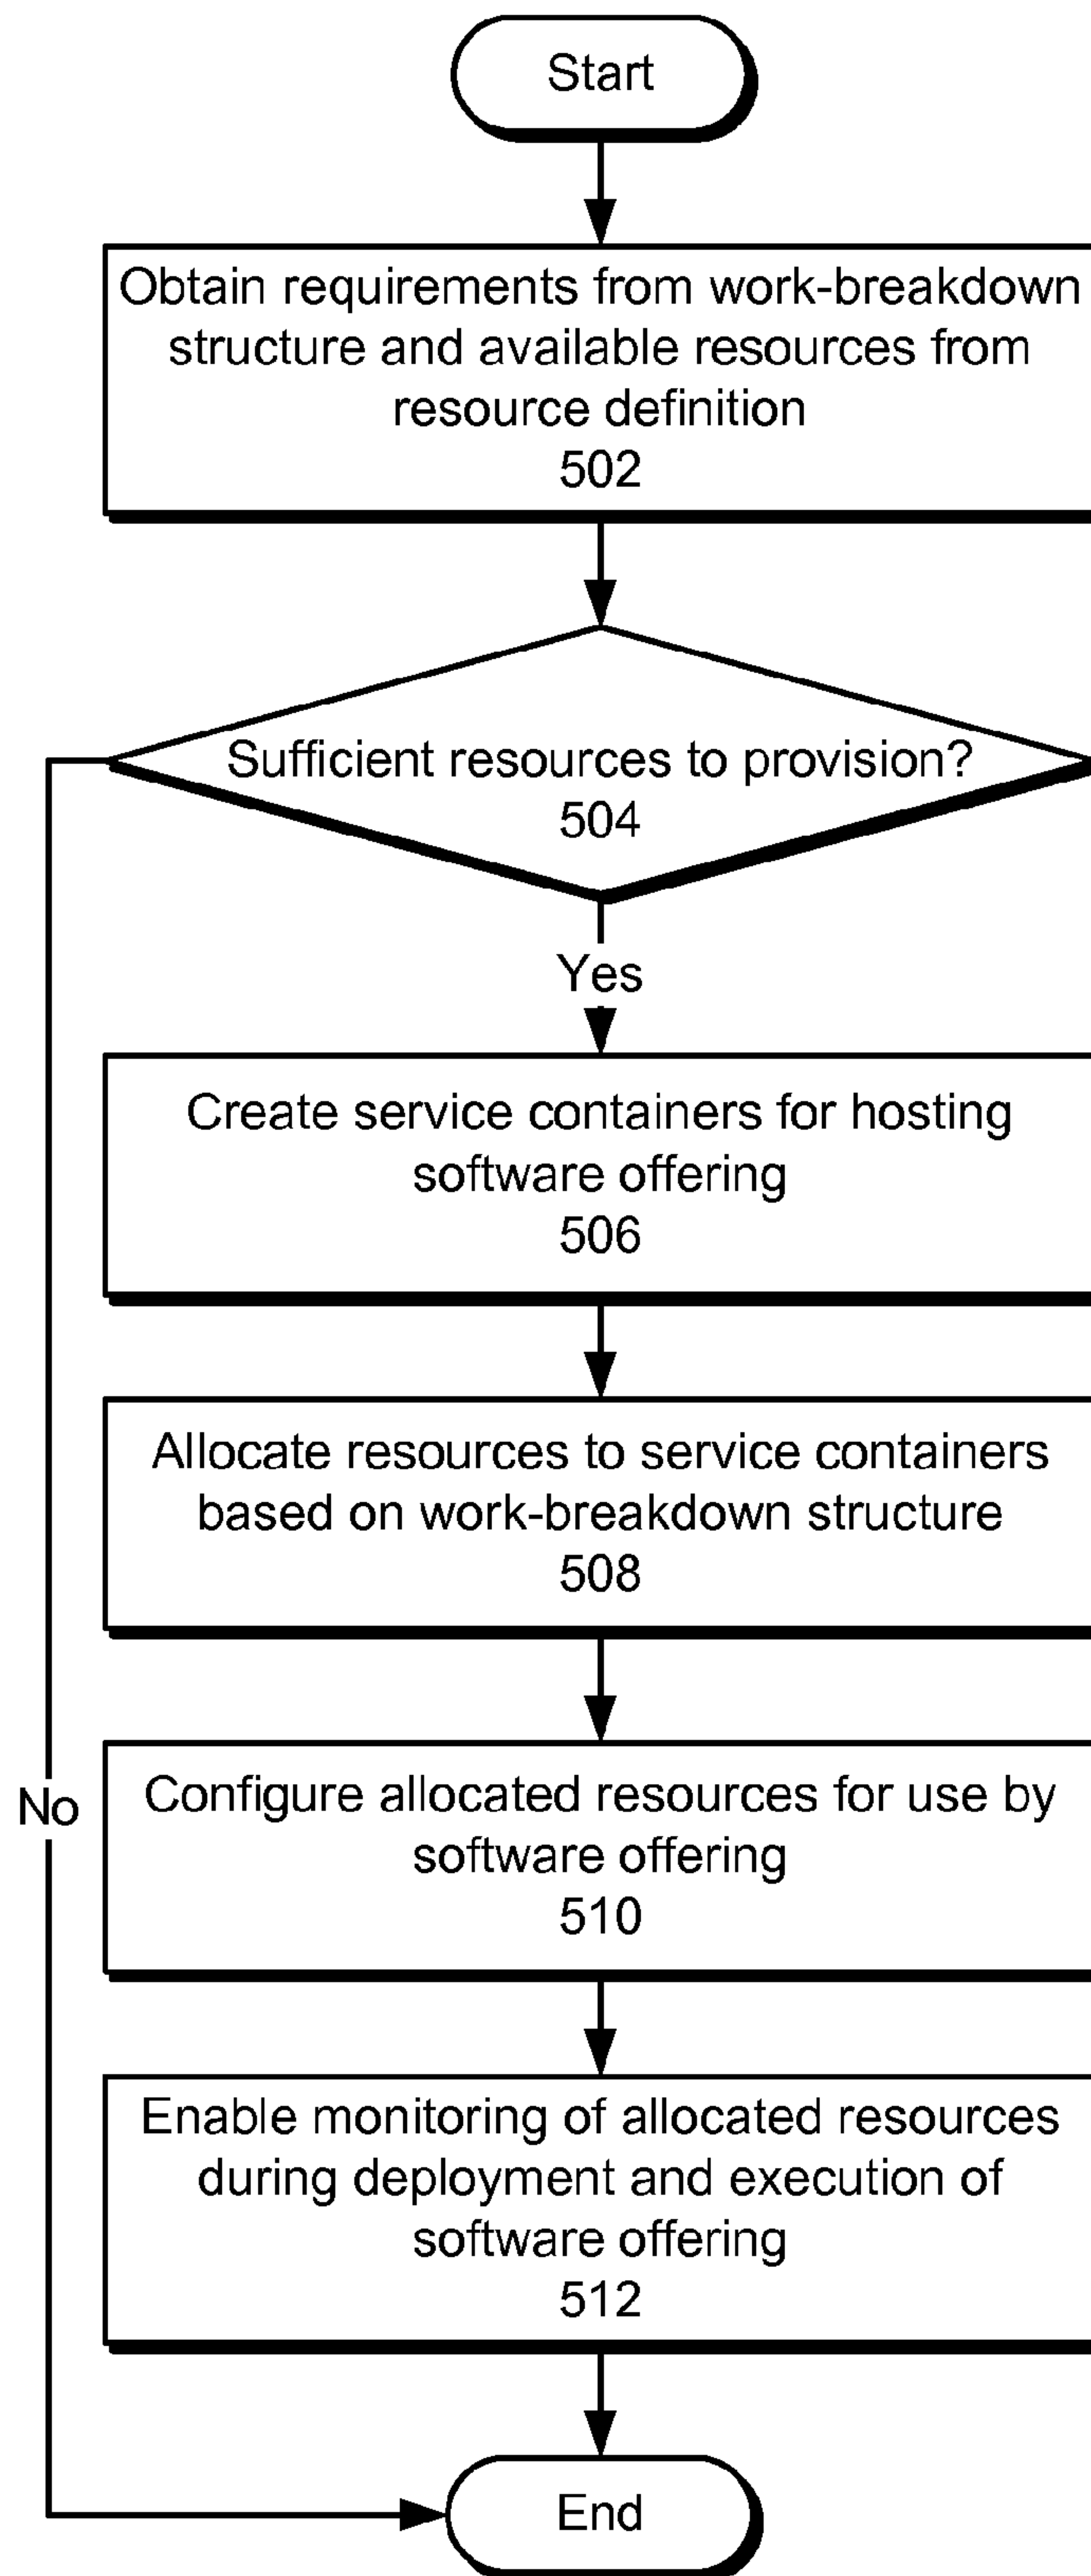 Start
Obtain requirements from work-breakdown
structure and available resources from
resource definition
502
Sufficient resources to provision?
504
Yes
Create service containers for hosting
software offering
506
Allocate resources to service containers
based on work-breakdown structure
508
No
Configure allocated resources for use by
software offering
510
Enable monitoring of allocated resources
during deployment and execution of
software offering
512
End